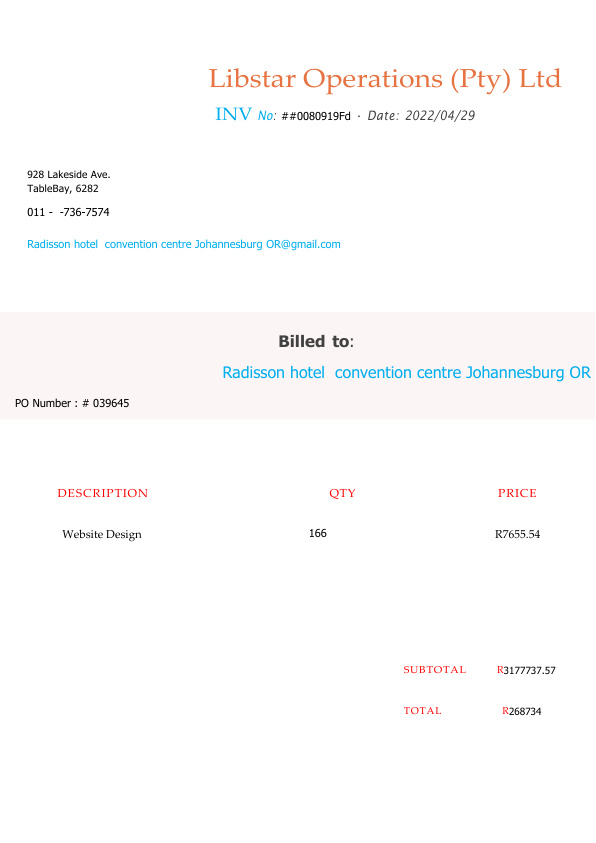 Libstar Operations (Pty) Ltd
INV No: ##0080919Fd · Date: 2022/04/29
928 Lakeside Ave.
TableBay, 6282
011 - -736-7574
Radisson hotel convention centre Johannesburg OR@gmail.com
Billed to:
Radisson hotel convention centre Johannesburg OR
PO Number : # 039645
DESCRIPTION QTY PRICE
Website Design 166 R7655.54
SUBTOTAL R3177737.57
TOTAL R268734